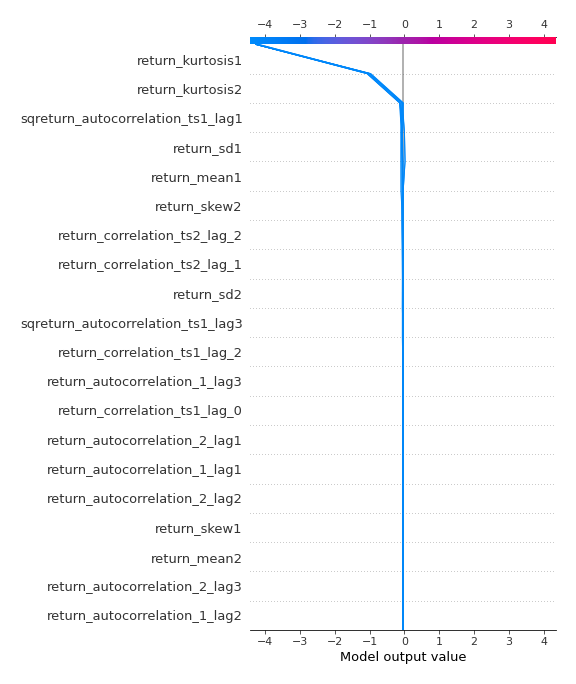 −4 −3 −2 −1 0 1 2 3 4
return_kurtosis1
return_kurtosis2
sqreturn_autocorrelation_ts1_lag1
return_sd1
return_mean1
return_skew2
return_correlation_ts2_lag_2
return_correlation_ts2_lag_1
return_sd2
sqreturn_autocorrelation_ts1_lag3
return_correlation_ts1_lag_2
return_autocorrelation_1_lag3
return_correlation_ts1_lag_0
return_autocorrelation_2_lag1
return_autocorrelation_1_lag1
return_autocorrelation_2_lag2
return_skew1
return_mean2
return_autocorrelation_2_lag3
return_autocorrelation_1_lag2
−4 −3 −2 −1 0 1 2 3 4
Model output value